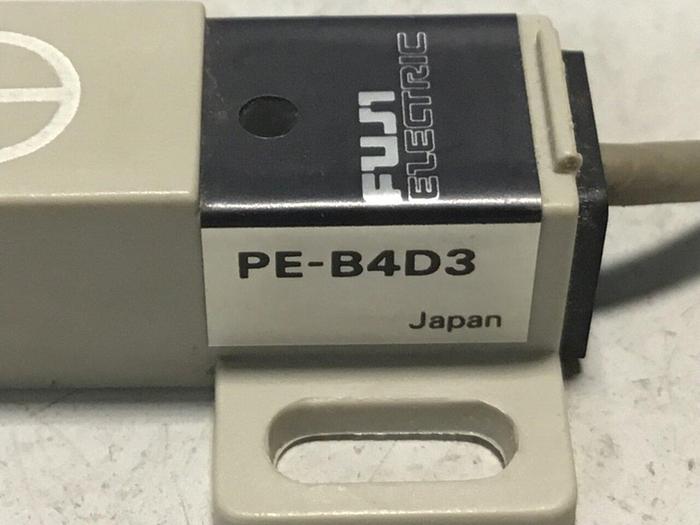 FUJI
ELECTRIC
PE-B4D3
Japan